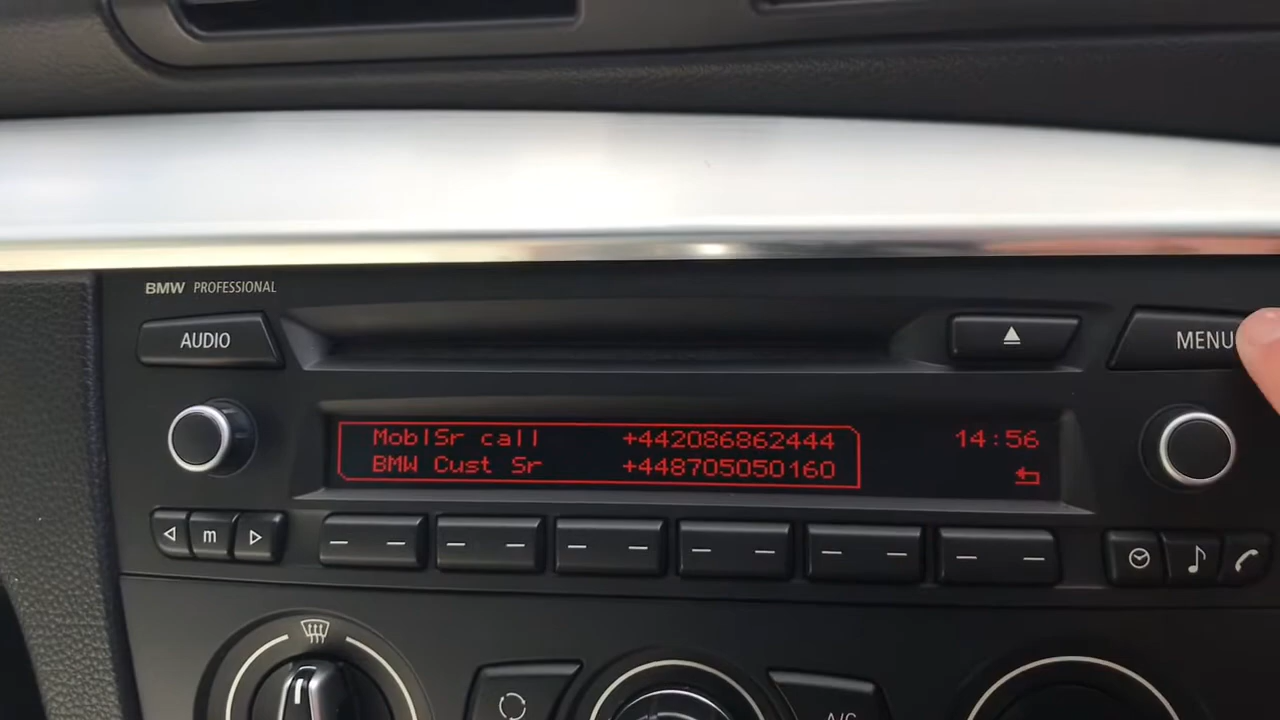 BMW PROFESSIONAL
AUDIO
MENU
MoblSr call +442086862444 14:56
BMW Cust Sr +448705050160
m
A/C